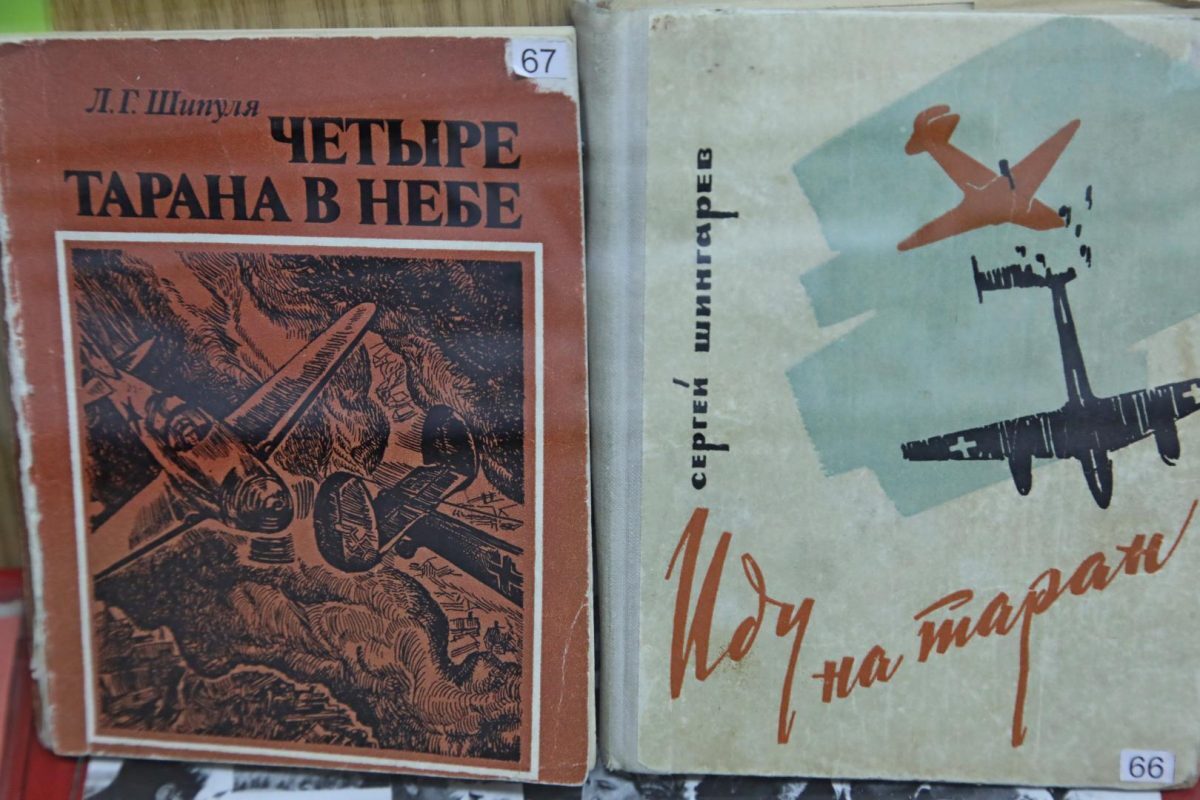 67
Л. Г. Шипуля
ЧЕТЫРЕ
ТАРАНА В НЕБЕ
сергей шингарев
Иду
на таран
66